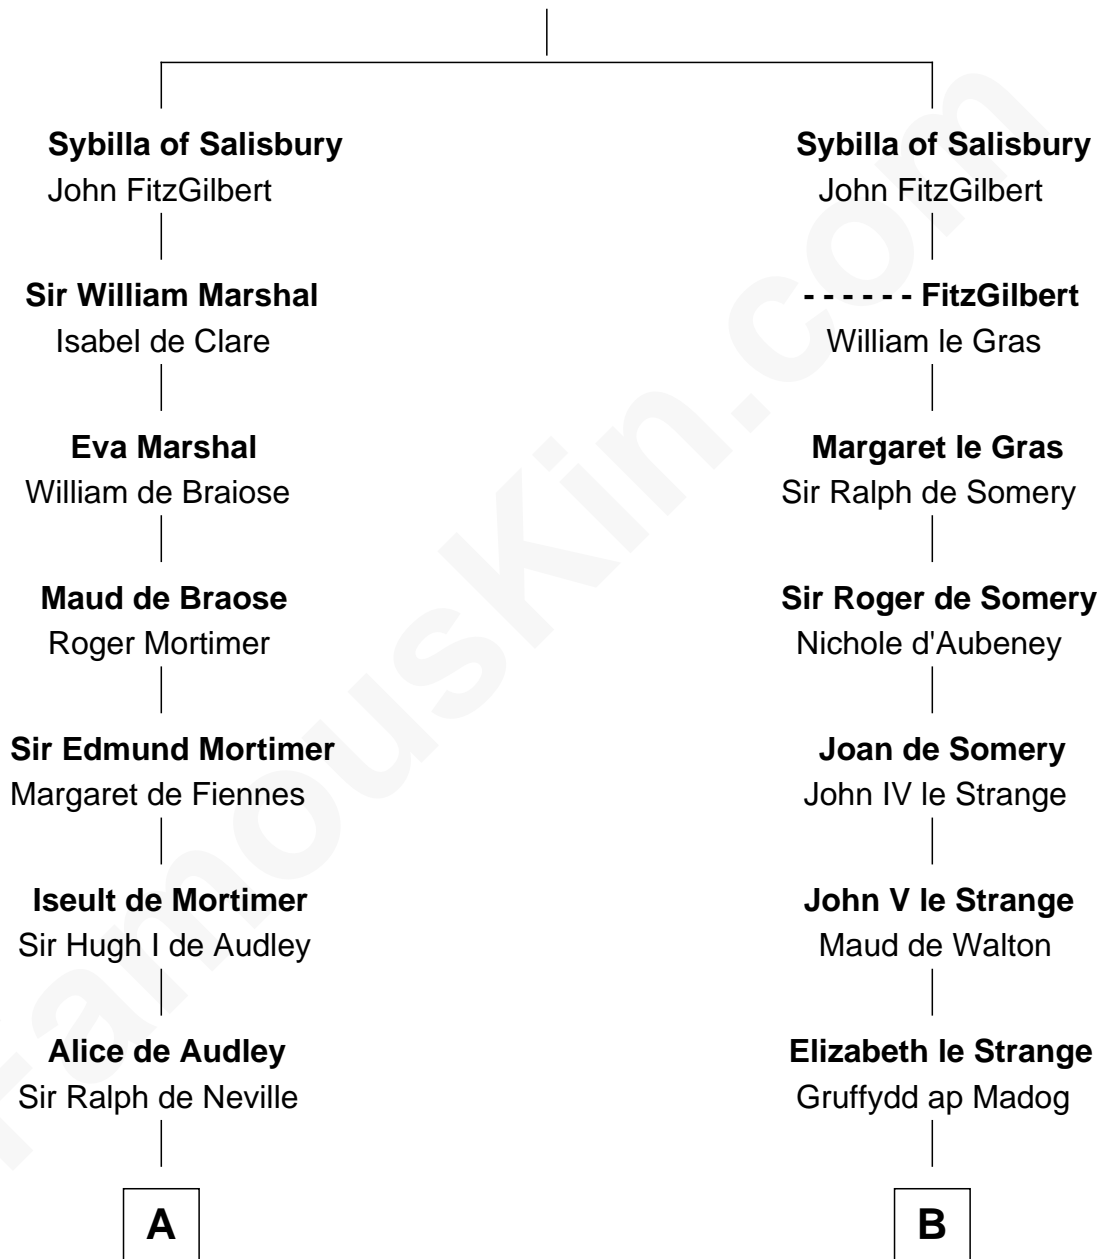 Sybilla of Salisbury
John FitzGilbert
Sir William Marshal
Isabel de Clare
Eva Marshal
William de Braiose
Maud de Braose
Roger Mortimer
Sir Edmund Mortimer
Margaret de Fiennes
Iseult de Mortimer
Sir Hugh I de Audley
Alice de Audley
Sir Ralph de Neville
A
Sybilla of Salisbury
John FitzGilbert
- - - - - - FitzGilbert
William le Gras
Margaret le Gras
Sir Ralph de Somery
Sir Roger de Somery
Nichole d'Aubeney
Joan de Somery
John IV le Strange
John V le Strange
Maud de Walton
Elizabeth le Strange
Gruffydd ap Madog
B
FamousKin.com